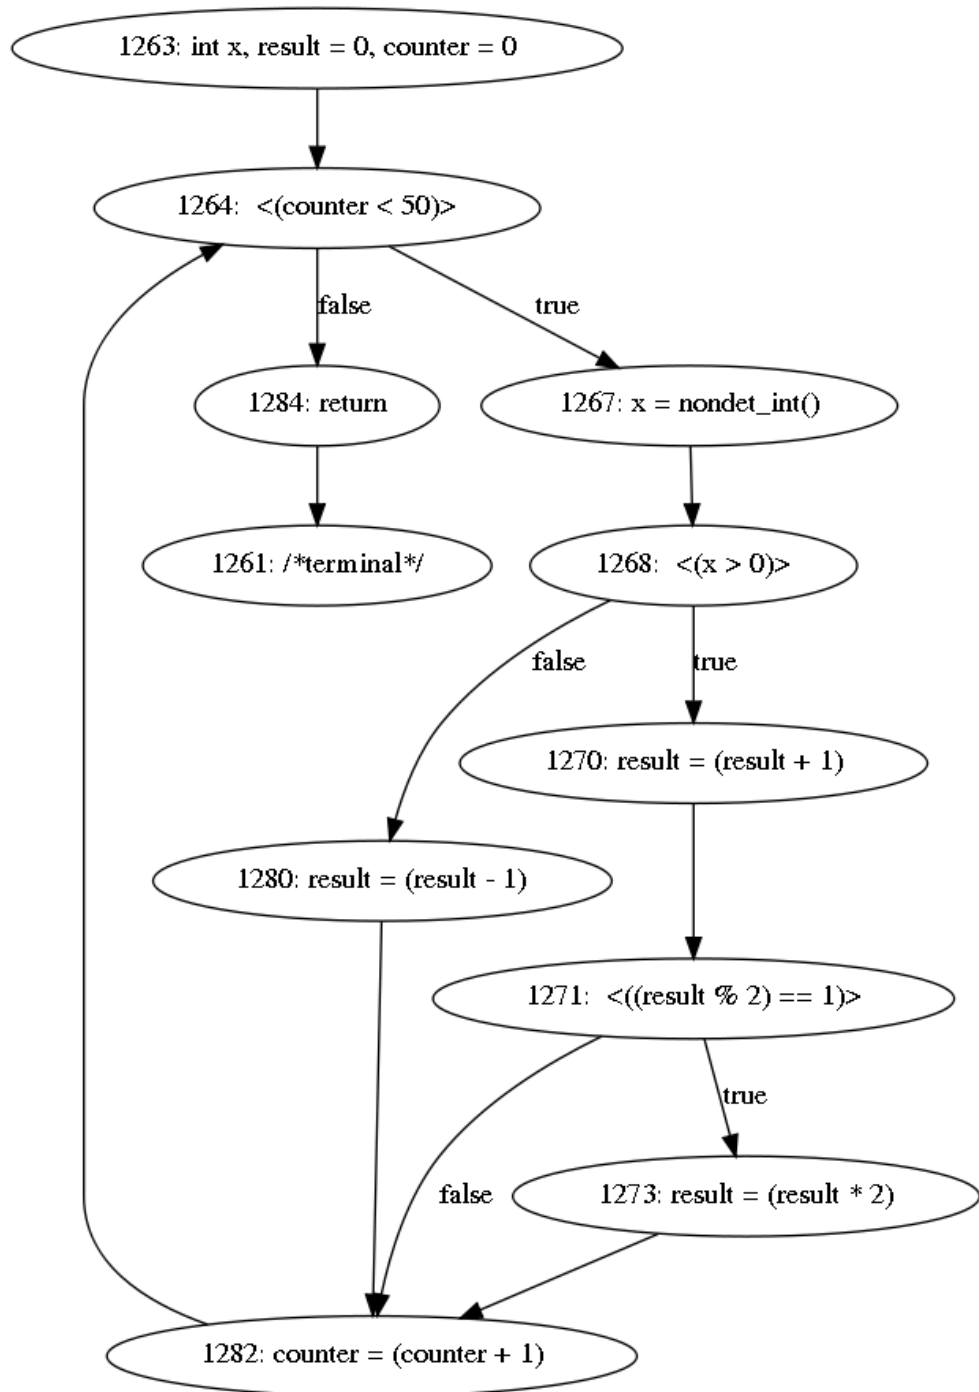 1263: int x, result = 0, counter = 0
1264:  <(counter < 50)>
false
true
1284: return
1267: x = nondet_int()
1261: /*terminal*/
1268:  <(x > 0)>
false
true
1270: result = (result + 1)
1280: result = (result - 1)
1271:  <((result % 2) == 1)>
true
false
1273: result = (result * 2)
1282: counter = (counter + 1)